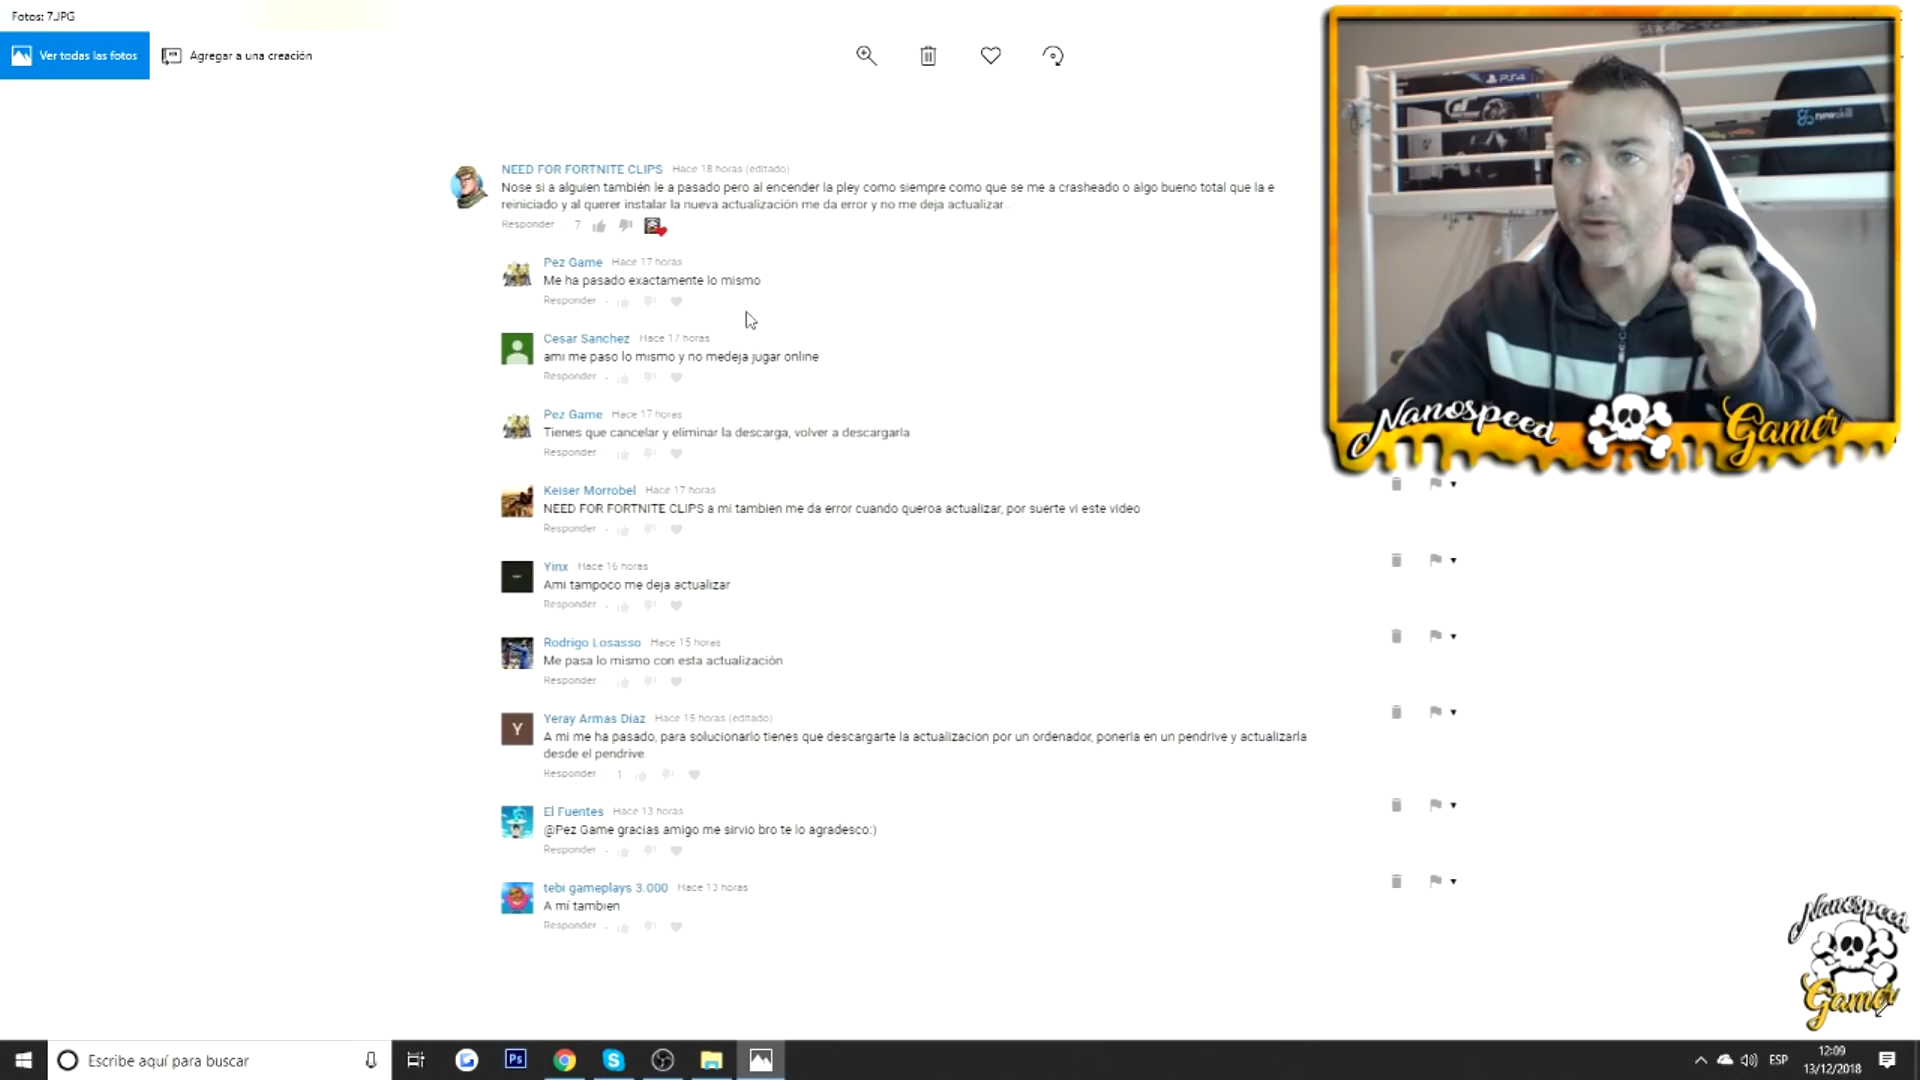 Fotos: 7.JPG
Ver todas las fotos
Agregar a una creación
NEED FOR FORTNITE CLIPS Hace 18 horas (editado)
Nose si a alguien también le a pasado pero al encender la pley como siempre como que se me a crasheado o algo bueno total que la e
reiniciado y al querer instalar la nueva actualización me da error y no me deja actualizar...
Responder 7
Pez Game Hace 17 horas
Me ha pasado exactamente lo mismo
Responder
Cesar Sanchez Hace 17 horas
ami me paso lo mismo y no medeja jugar online
Responder
Pez Game Hace 17 horas
Tienes que cancelar y eliminar la descarga, volver a descargarla
Responder
Keiser Morrobel Hace 17 horas
NEED FOR FORTNITE CLIPS a mi tambien me da error cuando queroa actualizar, por suerte vi este video
Responder
Yinx Hace 16 horas
Ami tampoco me deja actualizar
Responder
Rodrigo Losasso Hace 15 horas
Me pasa lo mismo con esta actualización
Responder
Y
Yeray Armas Diaz Hace 15 horas (editado)
A mi me ha pasado, para solucionarlo tienes que descargarte la actualizacion por un ordenador, ponerla en un pendrive y actualizarla
desde el pendrive
Responder 1
El Fuentes Hace 13 horas
@Pez Game gracias amigo me sirvio bro te lo agradesco:)
Responder
tebi gameplays 3.000 Hace 13 horas
A mí tambien
Responder
PS4
newskill
Nanospeed Gamer
Nanospeed
Gamer
Escribe aquí para buscar
Ps
ESP
12:09
13/12/2018